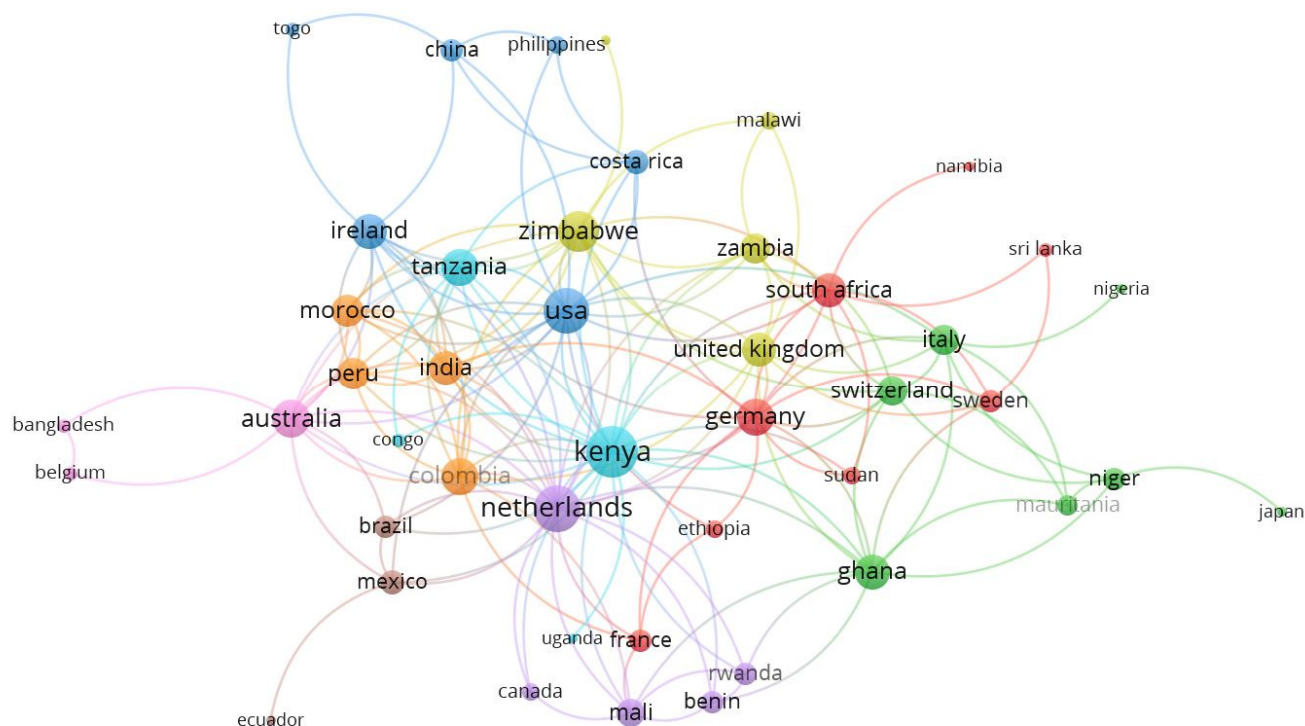 togo
china
philippines
malawi
costa rica
namibia
ireland
zimbabwe
zambia
sri lanka
tanzania
south africa
nigeria
morocco
usa
italy
united kingdom
peru
india
switzerland
sweden
germany
australia
bangladesh
congo
kenya
belgium
colombia
sudan
niger
netherlands
mauritania
japan
brazil
ethiopia
mexico
ghana
uganda
france
rwanda
canada
benin
mali
ecuador